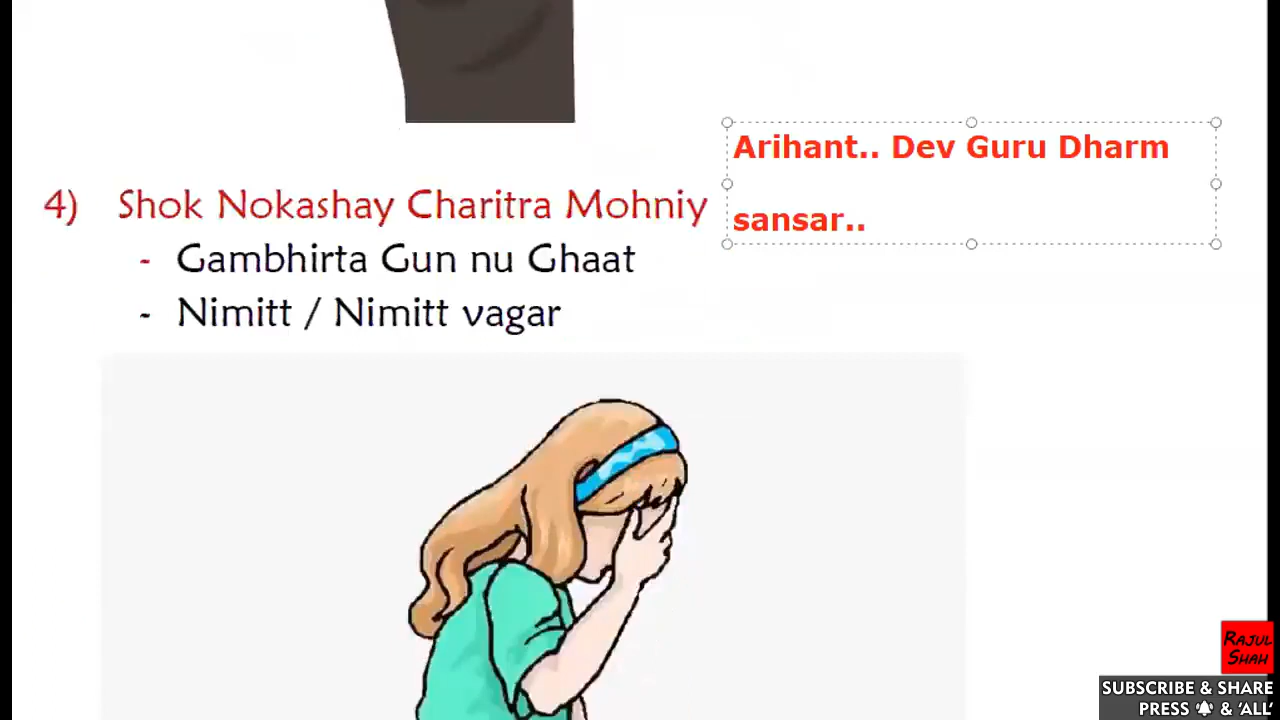 Arihant.. Dev Guru Dharm
sansar..
4) Shok Nokashay Charitra Mohniy
- Gambhirta Gun nu Ghaat
- Nimitt / Nimitt vagar
RAJUL
SHAH
SUBSCRIBE & SHARE
PRESS 🔔 & 'ALL'